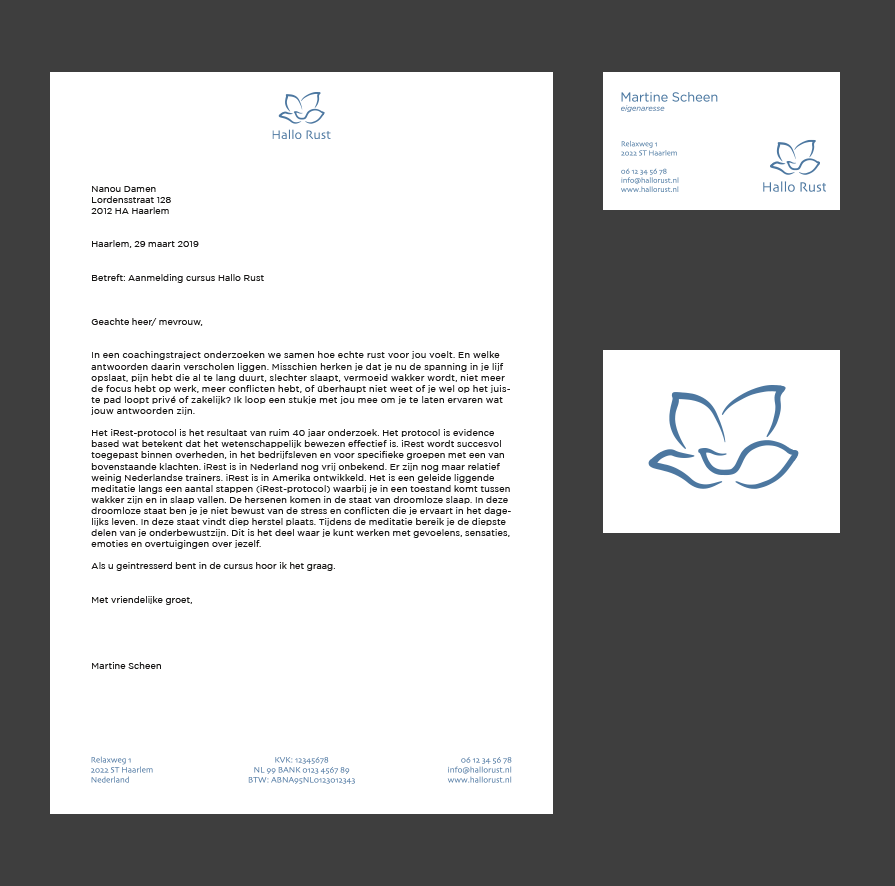 Hallo Rust
Nanou Damen
Lordensstraat 128
2012 HA Haarlem
Haarlem, 29 maart 2019
Betreft: Aanmelding cursus Hallo Rust
Geachte heer/ mevrouw,
In een coachingstraject onderzoeken we samen hoe echte rust voor jou voelt. En welke
antwoorden daarin verscholen liggen. Misschien herken je dat je nu de spanning in je lijf
opslaat, pijn hebt die al te lang duurt, slechter slaapt, vermoeid wakker wordt, niet meer
de focus hebt op werk, meer conflicten hebt, of überhaupt niet weet of je wel op het juis-
te pad loopt privé of zakelijk? Ik loop een stukje met jou mee om je te laten ervaren wat
jouw antwoorden zijn.
Het iRest-protocol is het resultaat van ruim 40 jaar onderzoek. Het protocol is evidence
based wat betekent dat het wetenschappelijk bewezen effectief is. iRest wordt succesvol
toegepast binnen overheden, in het bedrijfsleven en voor specifieke groepen met een van
bovenstaande klachten. iRest is in Nederland nog vrij onbekend. Er zijn nog maar relatief
weinig Nederlandse trainers. iRest is in Amerika ontwikkeld. Het is een geleide liggende
meditatie langs een aantal stappen (iRest-protocol) waarbij je in een toestand komt tussen
wakker zijn en in slaap vallen. De hersenen komen in de staat van droomloze slaap. In deze
droomloze staat ben je je niet bewust van de stress en conflicten die je ervaart in het dage-
lijks leven. In deze staat vindt diep herstel plaats. Tijdens de meditatie bereik je de diepste
delen van je onderbewustzijn. Dit is het deel waar je kunt werken met gevoelens, sensaties,
emoties en overtuigingen over jezelf.
Als u geintresserd bent in de cursus hoor ik het graag.
Met vriendelijke groet,
Martine Scheen
Relaxweg 1
2022 ST Haarlem
Nederland
KVK: 12345678
NL 99 BANK 0123 4567 89
BTW: ABNA95NL0123012343
06 12 34 56 78
info@hallorust.nl
www.hallorust.nl
Martine Scheen
eigenaresse
Relaxweg 1
2022 ST Haarlem
06 12 34 56 78
info@hallorust.nl
www.hallorust.nl
Hallo Rust